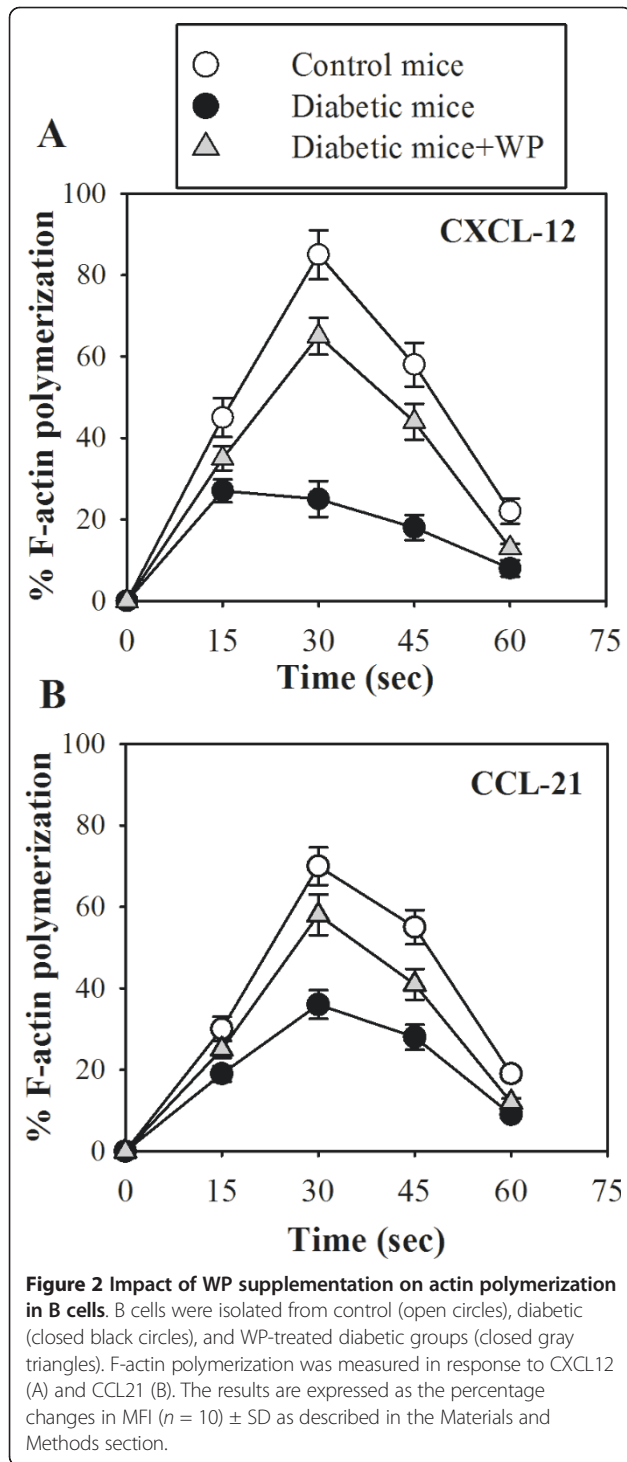 Control mice
Diabetic mice
Diabetic mice+WP
A
CXCL-12
% F-actin polymerization
100
80
60
40
20
0
0 15 30 45 60 75
Time (sec)
B
CCL-21
% F-actin polymerization
100
80
60
40
20
0
0 15 30 45 60 75
Time (sec)
Figure 2 Impact of WP supplementation on actin polymerization
in B cells. B cells were isolated from control (open circles), diabetic
(closed black circles), and WP-treated diabetic groups (closed gray
triangles). F-actin polymerization was measured in response to CXCL12
(A) and CCL21 (B). The results are expressed as the percentage
changes in MFI (n = 10) ± SD as described in the Materials and
Methods section.